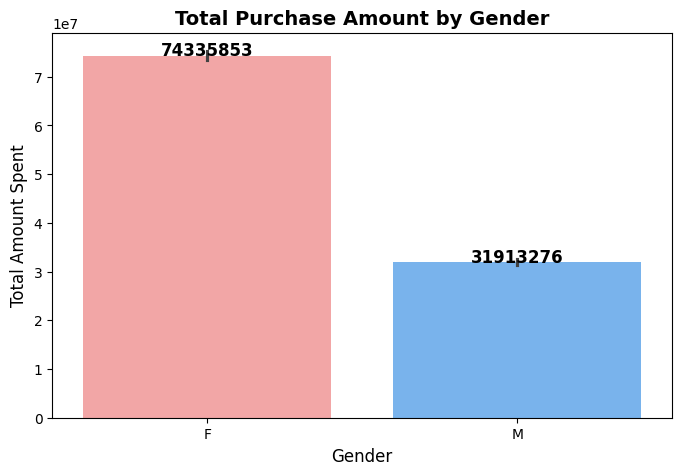 Total Purchase Amount by Gender
1e7
74335853
31913276
7
6
5
4
3
2
1
0
Total Amount Spent
F M
Gender